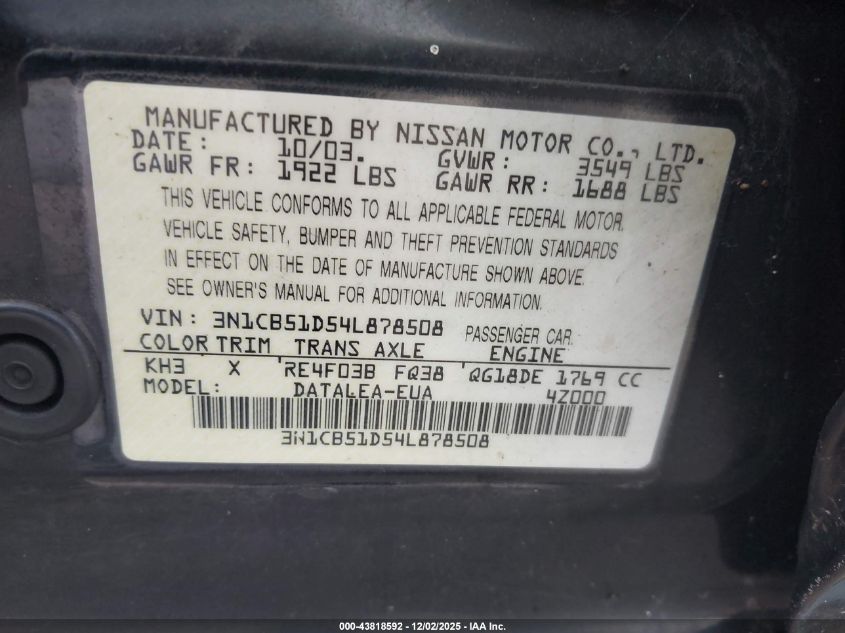 MANUFACTURED BY NISSAN MOTOR CO., LTD.
DATE: 10/03. GVWR: 3549 LBS
GAWR FR: 1922 LBS GAWR RR: 1688 LBS
THIS VEHICLE CONFORMS TO ALL APPLICABLE FEDERAL MOTOR
VEHICLE SAFETY, BUMPER AND THEFT PREVENTION STANDARDS
IN EFFECT ON THE DATE OF MANUFACTURE SHOWN ABOVE.
SEE OWNER'S MANUAL FOR ADDITIONAL INFORMATION.
VIN: 3N1CB51D54L878508 PASSENGER CAR
COLOR TRIM TRANS AXLE ENGINE
KH3 X RE4F03B FQ38 QG18DE 1769 CC
MODEL: DATALEA-EUA 4Z000
3N1CB51D54L878508
000-43818592 - 12/02/2025 - IAA Inc.